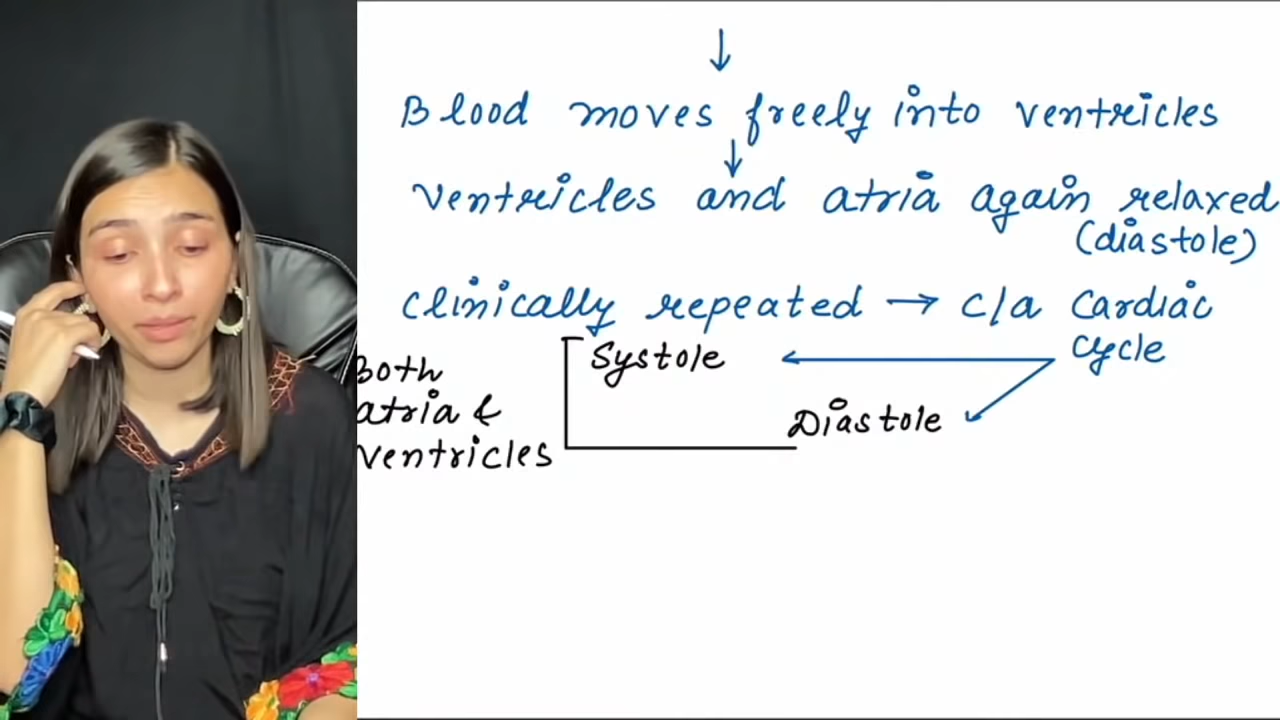 ↓
Blood moves freely into ventricles
↓
ventricles and atria again relaxed
(diastole)
clinically repeated → c/a Cardiac
cycle
Systole
Both
atria &
ventricles
Diastole